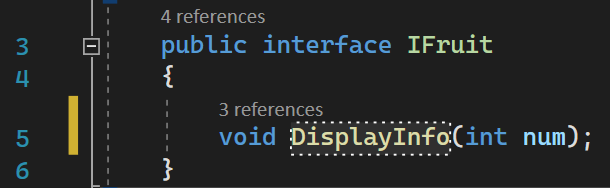 4 references
3 public interface IFruit
4 {
3 references
5 void DisplayInfo(int num);
6 }